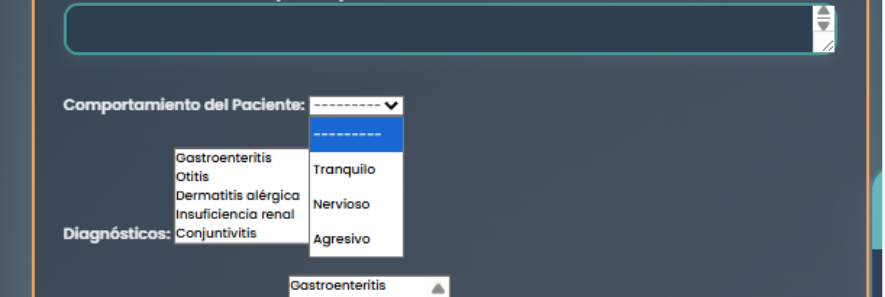 Comportamiento del Paciente: ---------
---------
Tranquilo
Nervioso
Agresivo
Diagnósticos:
Gastroenteritis
Otitis
Dermatitis alérgica
Insuficiencia renal
Conjuntivitis
Gastroenteritis